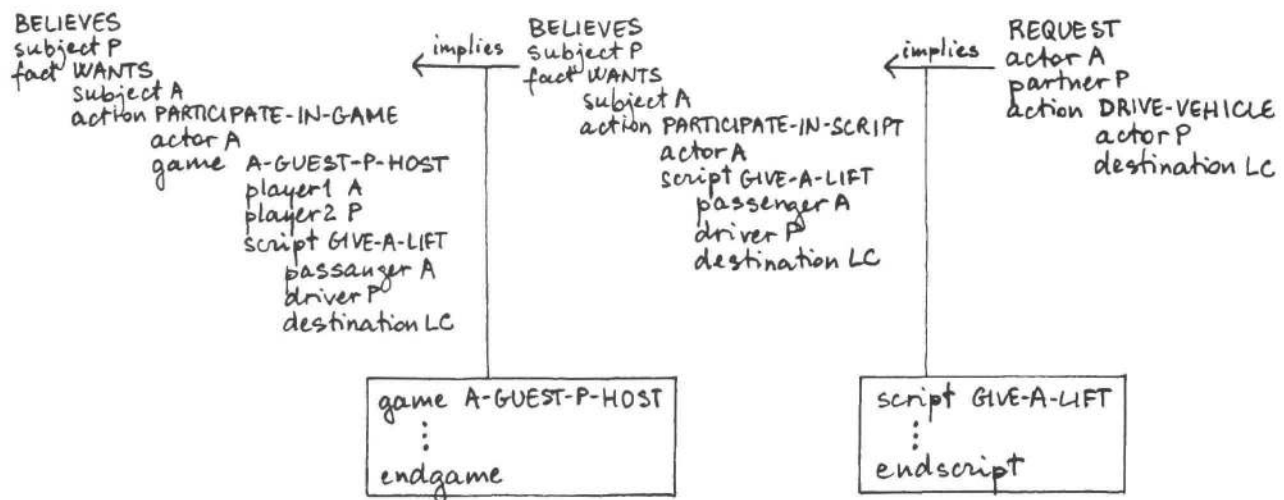 BELIEVES
subject P
fact WANTS
subject A
action PARTICIPATE-IN-GAME
actor A
game A-GUEST-P-HOST
player1 A
player2 P
script GIVE-A-LIFT
passanger A
driver P
destination LC
implies
BELIEVES
subject P
fact WANTS
subject A
action PARTICIPATE-IN-SCRIPT
actor A
script GIVE-A-LIFT
passenger A
driver P
destination LC
implies
REQUEST
actor A
partner P
action DRIVE-VEHICLE
actor P
destination LC
game A-GUEST-P-HOST
⋮
endgame
script GIVE-A-LIFT
⋮
endscript